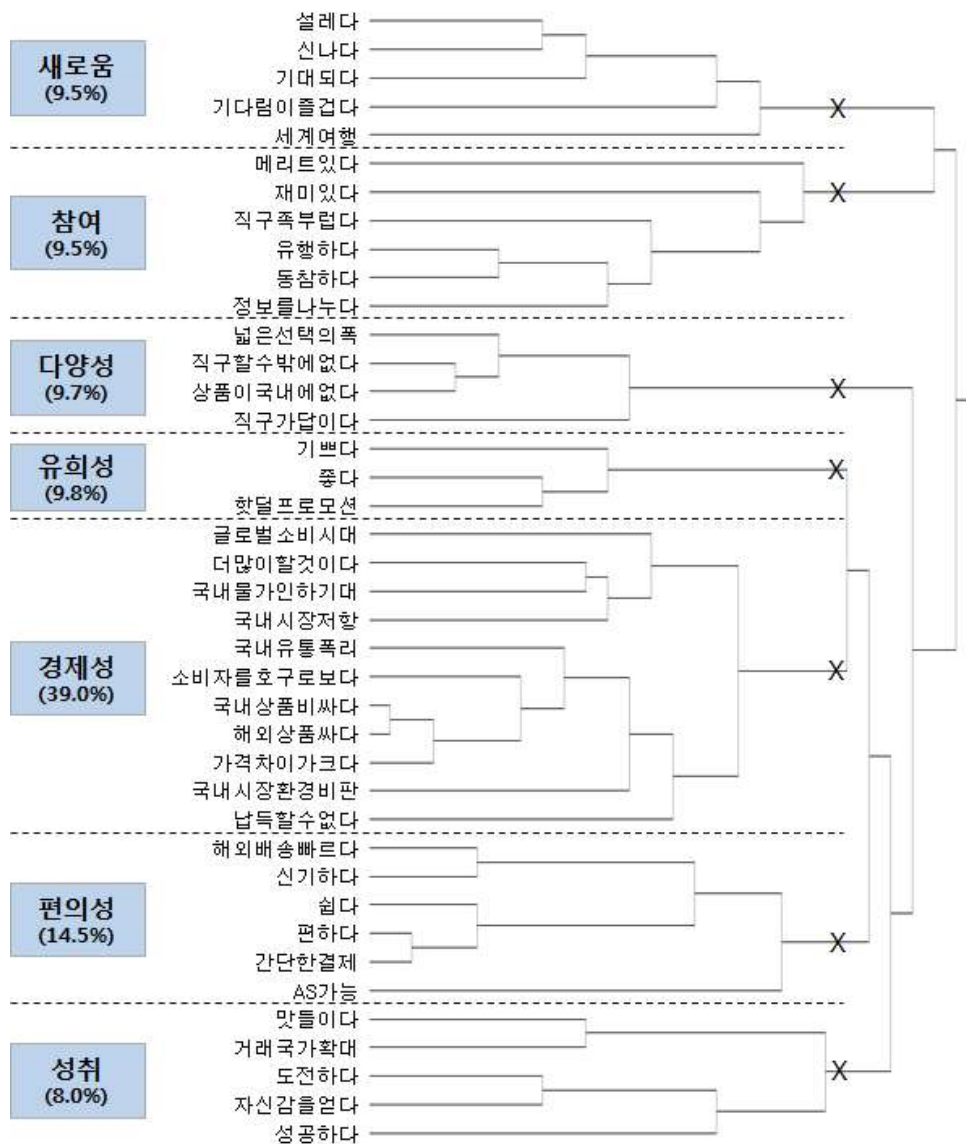 새로움
(9.5%)
설레다
신나다
기대되다
기다림이즐겁다
세계여행
X
참여
(9.5%)
메리트있다
재미있다
직구족부럽다
유행하다
동참하다
정보를나누다
X
다양성
(9.7%)
넓은선택의폭
직구할수밖에없다
상품이국내에없다
직구가답이다
X
유희성
(9.8%)
기쁘다
좋다
핫딜프로모션
X
경제성
(39.0%)
글로벌소비시대
더많이할것이다
국내물가인하기대
국내시장저항
국내유통폭리
소비자를호구로보다
국내상품비싸다
해외상품싸다
가격차이가크다
국내시장환경비판
납득할수없다
X
편의성
(14.5%)
해외배송빠르다
신기하다
쉽다
편하다
간단한결제
AS가능
X
성취
(8.0%)
맛들이다
거래국가확대
도전하다
자신감을얻다
성공하다
X